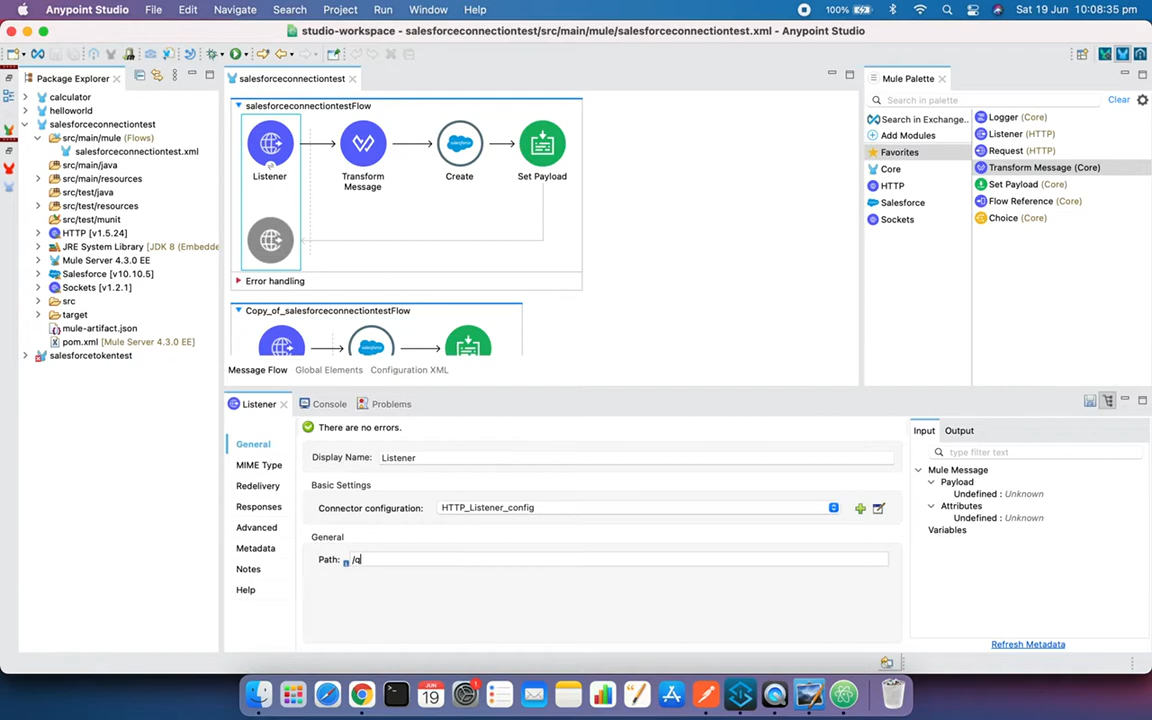 Anypoint Studio File Edit Navigate Search Project Run Window Help 100% Sat 19 Jun 10:08:35 pm
studio-workspace - salesforceconnectiontest/src/main/mule/salesforceconnectiontest.xml - Anypoint Studio
Package Explorer
calculator
helloworld
salesforceconnectiontest
src/main/mule (Flows)
salesforceconnectiontest.xml
src/main/java
src/main/resources
src/test/java
src/test/resources
src/test/munit
HTTP [v1.5.24]
JRE System Library [JDK 8 (Embedde
Mule Server 4.3.0 EE
Salesforce [v10.10.5]
Sockets [v1.2.1]
src
target
mule-artifact.json
pom.xml [Mule Server 4.3.0 EE]
salesforcetokentest
salesforceconnectiontest
salesforceconnectiontestFlow
Listener
Transform
Message
Create
Set Payload
Error handling
Copy_of_salesforceconnectiontestFlow
Message Flow Global Elements Configuration XML
Mule Palette
Search in palette Clear
Search in Exchange..
Add Modules
Favorites
Core
HTTP
Salesforce
Sockets
Logger (Core)
Listener (HTTP)
Request (HTTP)
Transform Message (Core)
Set Payload (Core)
Flow Reference (Core)
Choice (Core)
Listener Console Problems
There are no errors.
General
MIME Type
Redelivery
Responses
Advanced
Metadata
Notes
Help
Display Name: Listener
Basic Settings
Connector configuration: HTTP_Listener_config
General
Path: /q
Input Output
type filter text
Mule Message
Payload
Undefined : Unknown
Attributes
Undefined : Unknown
Variables
Refresh Metadata
JUN
19
1